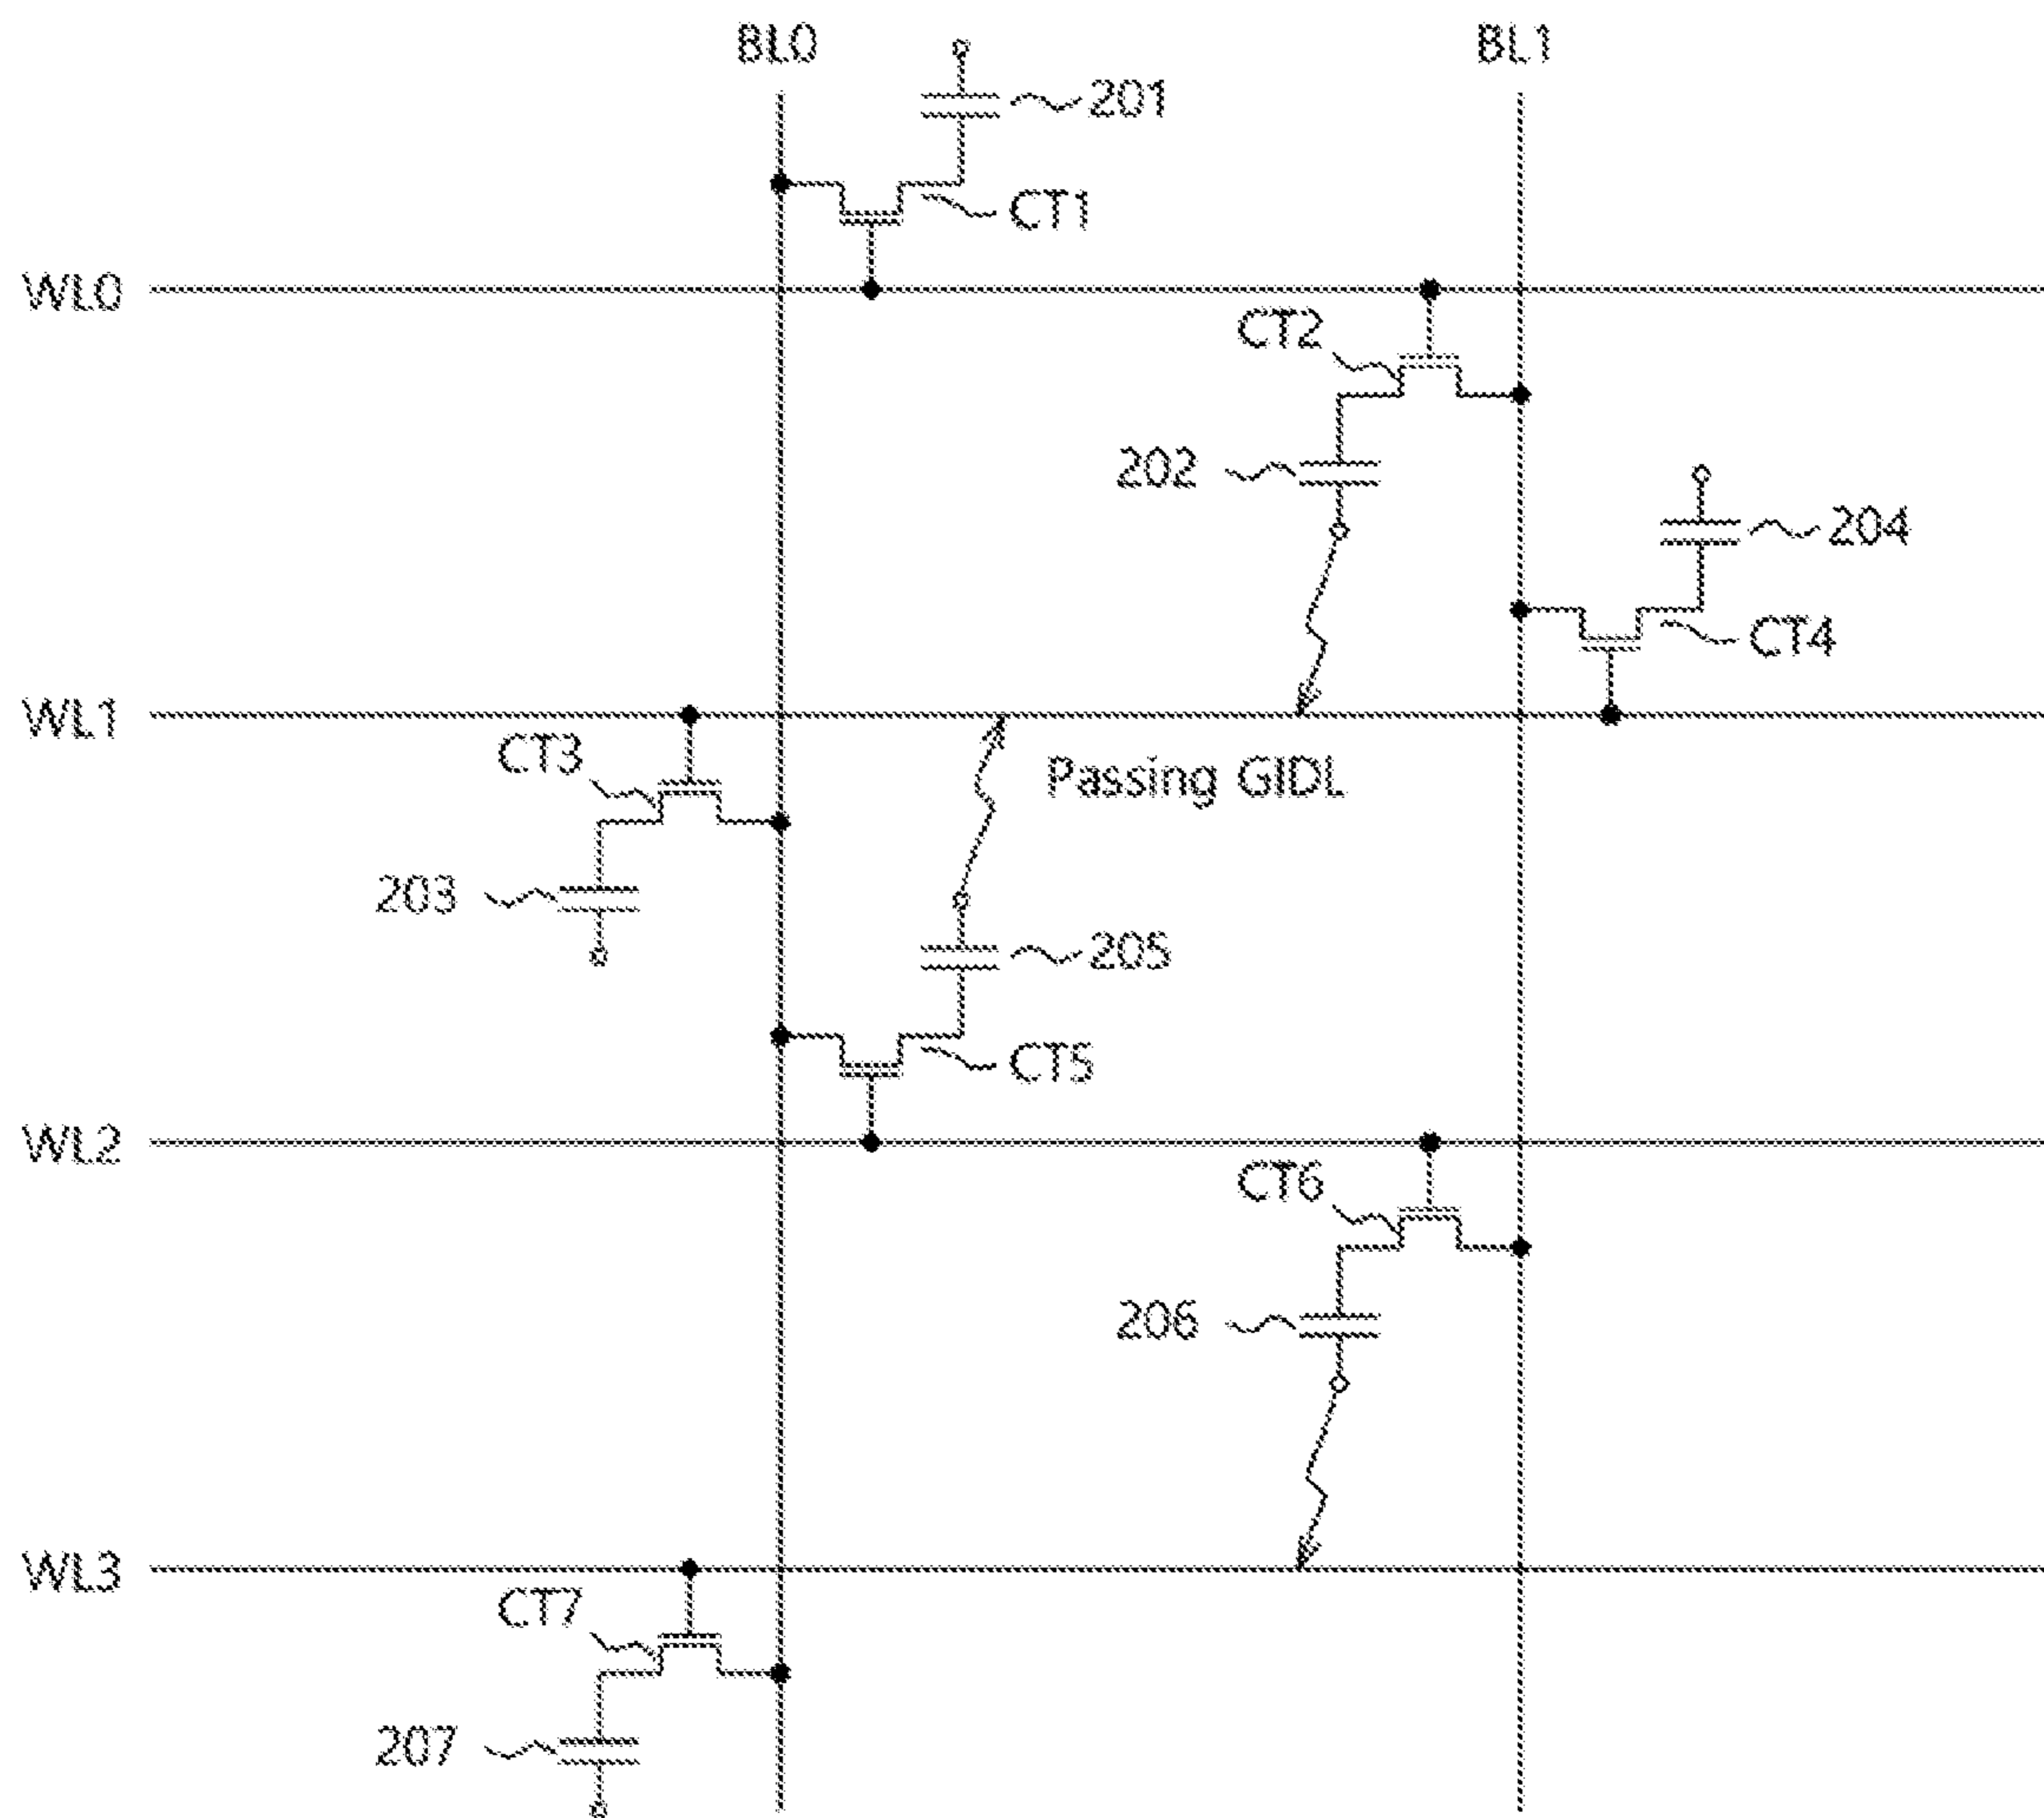 BL0
BL1
201
CT1
WL0
CT2
202
204
CT4
WL1
CT3
Passing GIDL
203
205
CT5
WL2
CT6
206
WL3
CT7
207